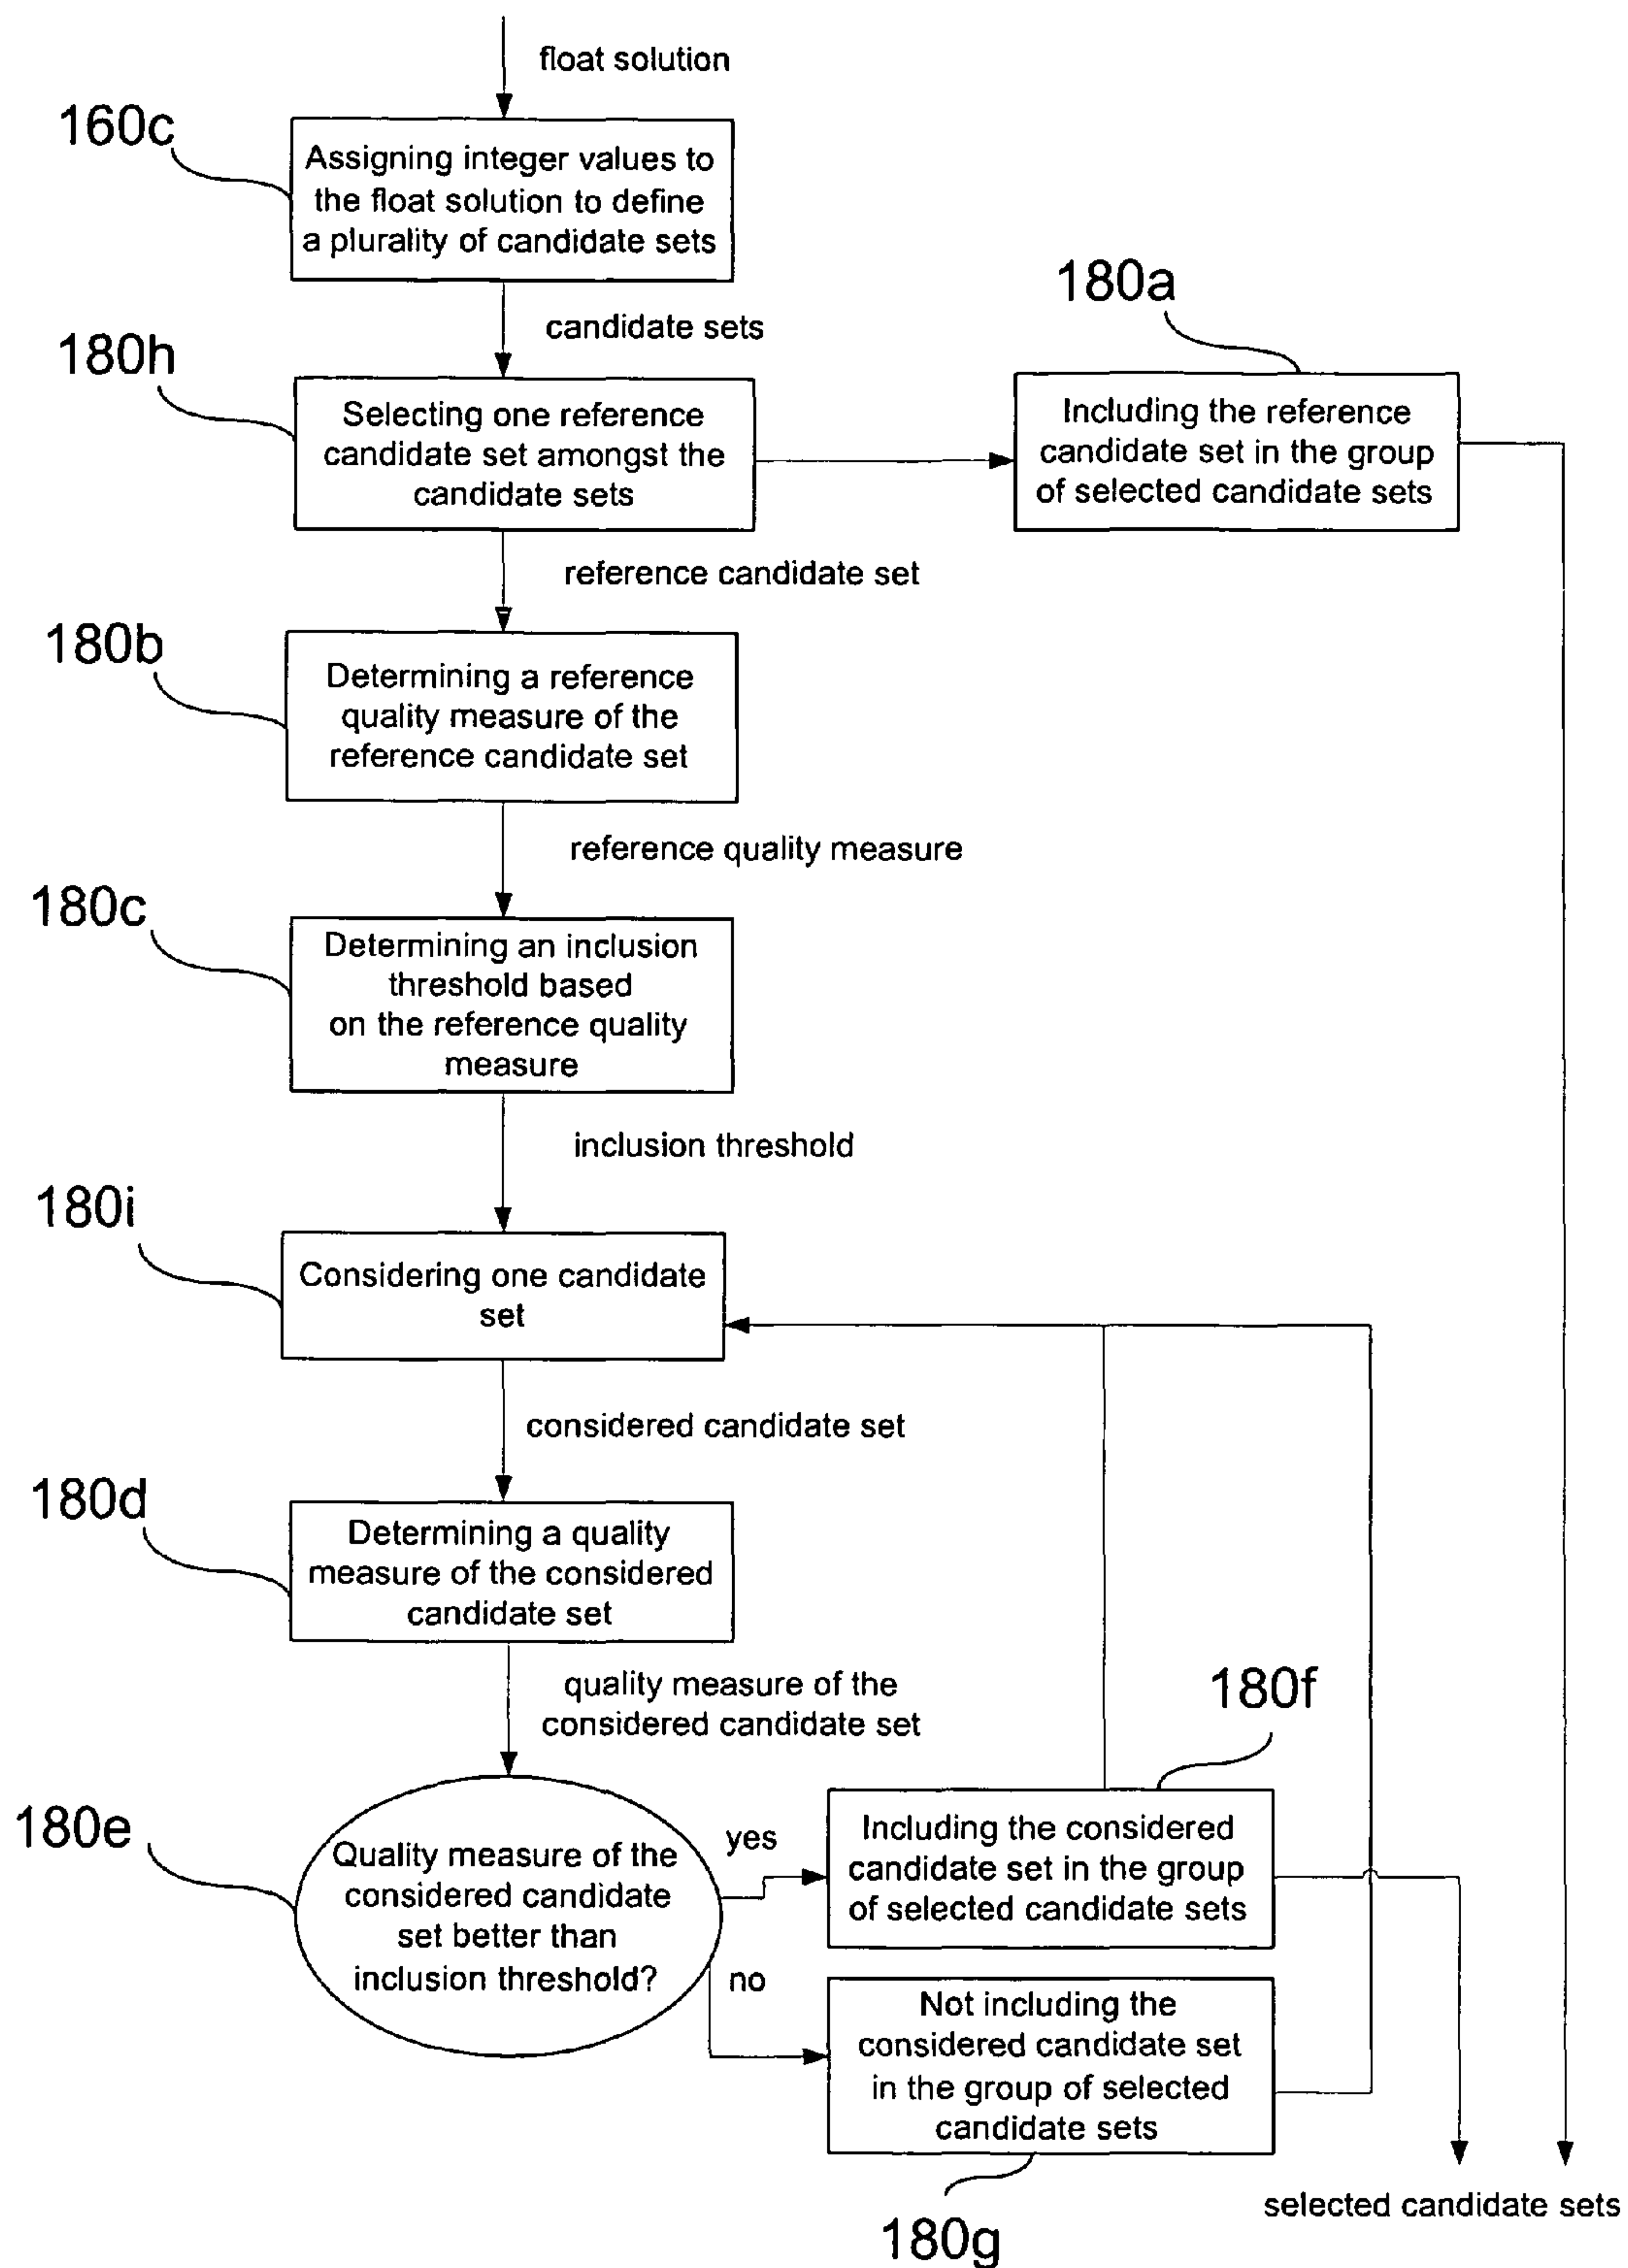 float solution
160c
Assigning integer values to
the float solution to define
a plurality of candidate sets
candidate sets
180h
Selecting one reference
candidate set amongst the
candidate sets
180a
Including the reference
candidate set in the group
of selected candidate sets
reference candidate set
180b
Determining a reference
quality measure of the
reference candidate set
reference quality measure
180c
Determining an inclusion
threshold based
on the reference quality
measure
inclusion threshold
180i
Considering one candidate
set
considered candidate set
180d
Determining a quality
measure of the considered
candidate set
quality measure of the
considered candidate set
180e
Quality measure of the
considered candidate
set better than
inclusion threshold?
yes
180f
Including the considered
candidate set in the group
of selected candidate sets
no
Not including the
considered candidate set
in the group of selected
candidate sets
180g
selected candidate sets